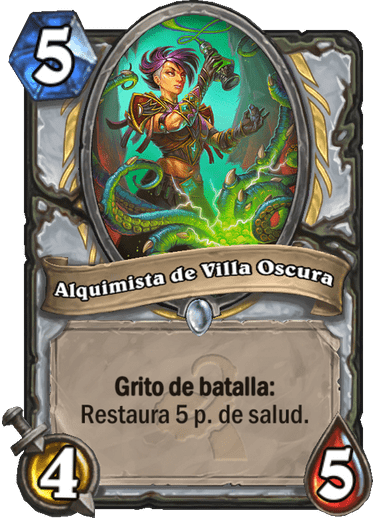 5
Alquimista de Villa Oscura
Grito de batalla:
Restaura 5 p. de salud.
4
5